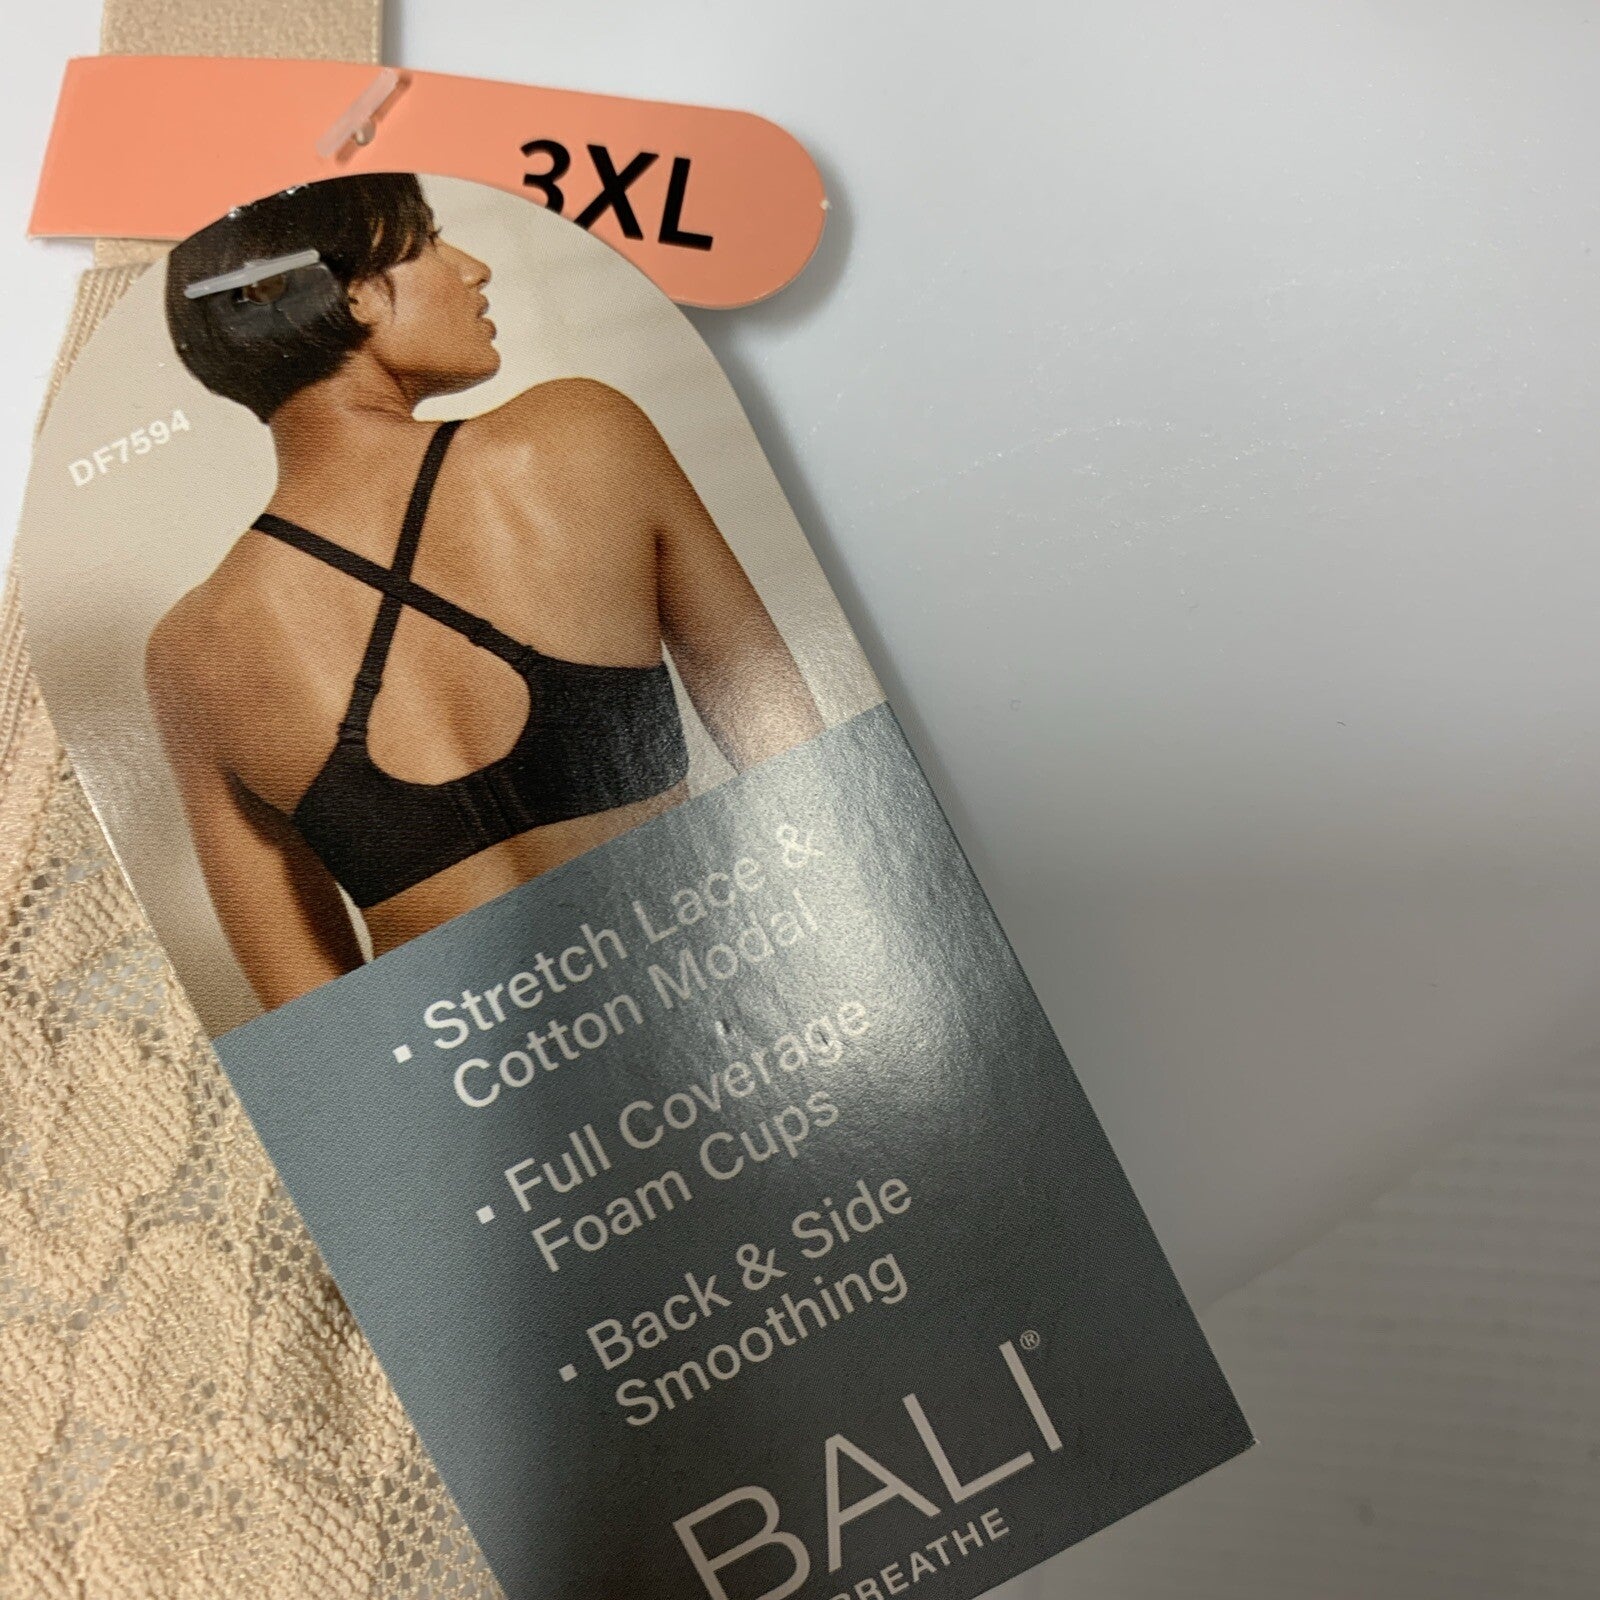 3XL
DF7594
▪ Stretch Lace &
Cotton Modal
▪ Full Coverage
Foam Cups
▪ Back & Side
Smoothing
BALI®
BREATHE